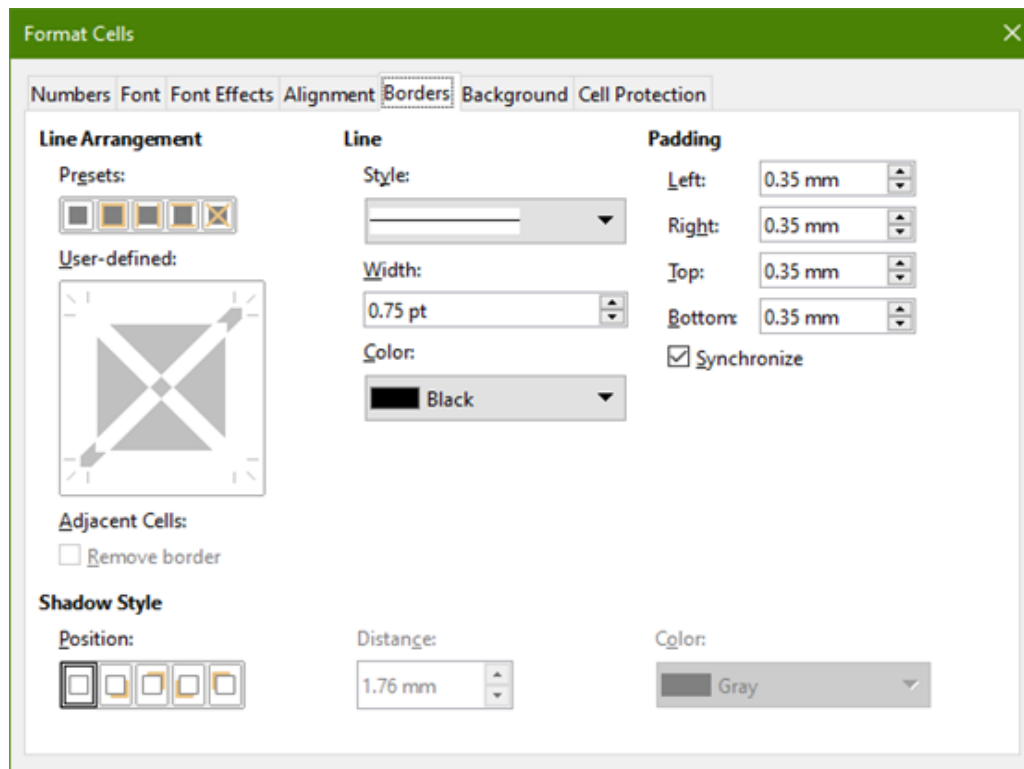 Format Cells
Numbers Font Font Effects Alignment Borders Background Cell Protection
Line Arrangement
Presets:
User-defined:
Adjacent Cells:
Remove border
Line
Style:
Width:
0.75 pt
Color:
Black
Padding
Left: 0.35 mm
Right: 0.35 mm
Top: 0.35 mm
Bottom: 0.35 mm
Synchronize
Shadow Style
Position:
Distance:
1.76 mm
Color:
Gray